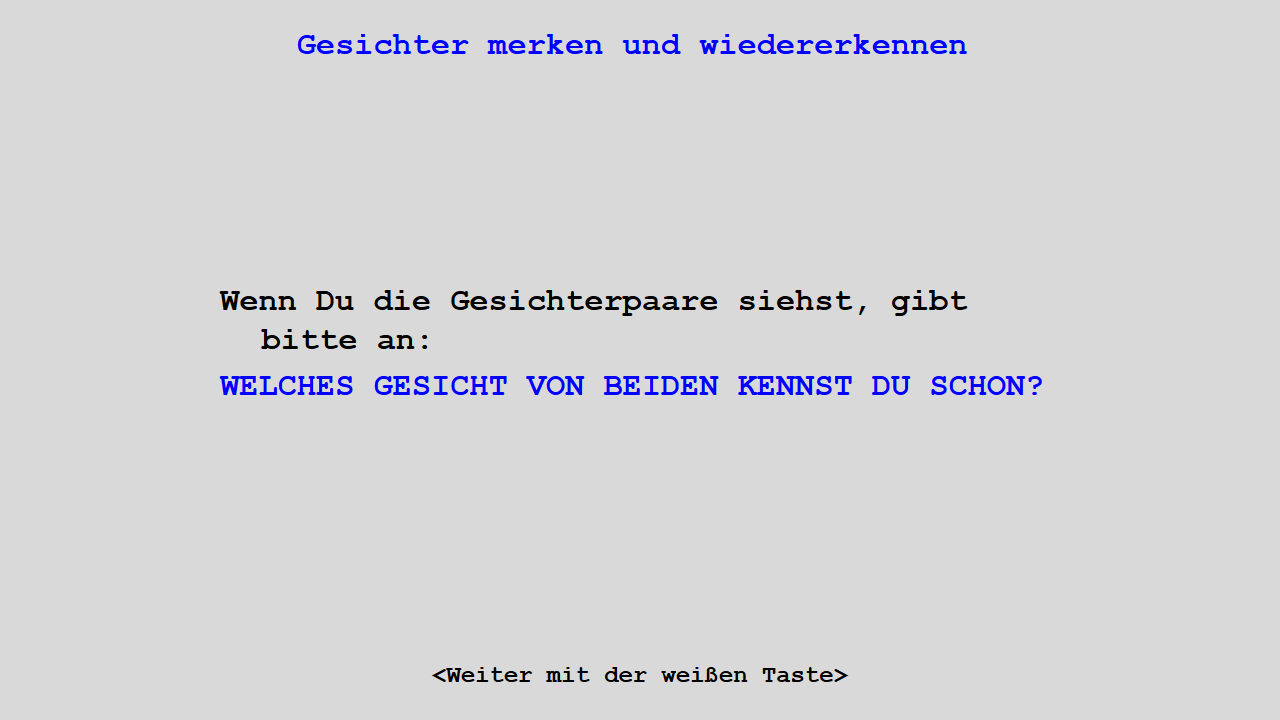 Gesichter merken und wiedererkennen
Wenn Du die Gesichterpaare siehst, gibt
bitte an:
WELCHES GESICHT VON BEIDEN KENNST DU SCHON?
<Weiter mit der weißen Taste>